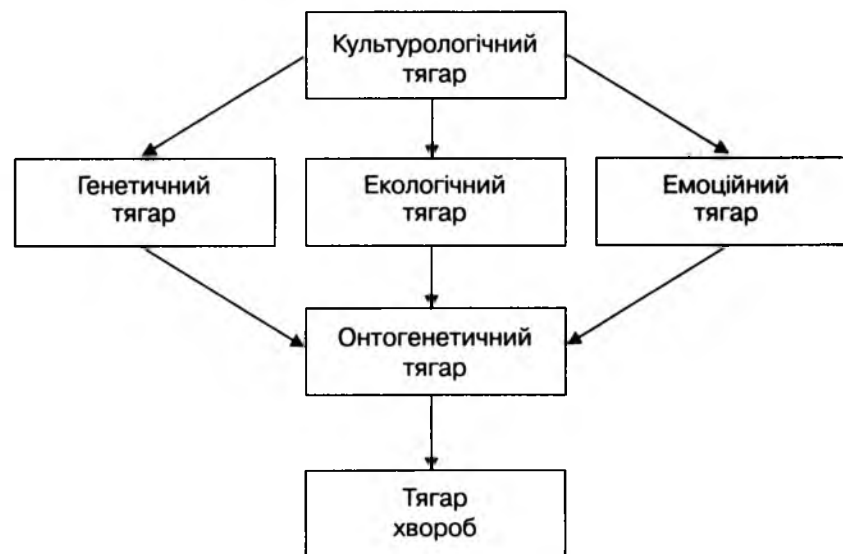 Культурологічний
тягар
Генетичний
тягар
Екологічний
тягар
Емоційний
тягар
Онтогенетичний
тягар
Тягар
хвороб